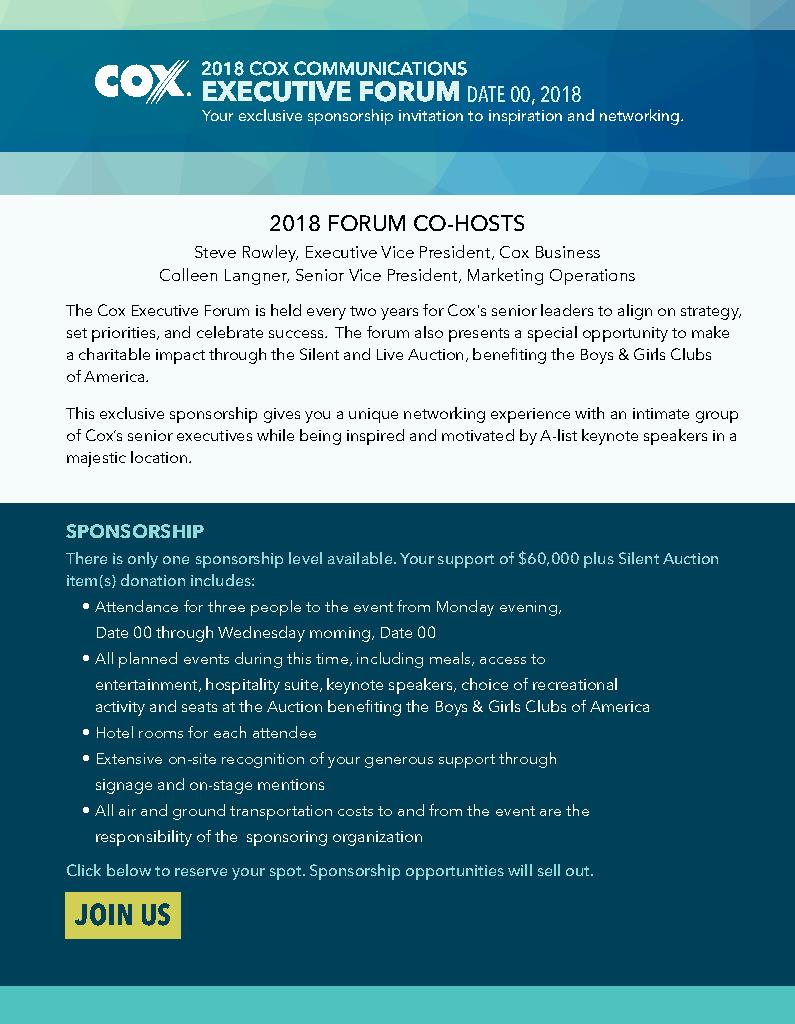 COX. 2018 COX COMMUNICATIONS
EXECUTIVE FORUM DATE 00, 2018
Your exclusive sponsorship invitation to inspiration and networking.
2018 FORUM CO-HOSTS
Steve Rowley, Executive Vice President, Cox Business
Colleen Langner, Senior Vice President, Marketing Operations
The Cox Executive Forum is held every two years for Cox's senior leaders to align on strategy,
set priorities, and celebrate success. The forum also presents a special opportunity to make
a charitable impact through the Silent and Live Auction, benefiting the Boys & Girls Clubs
of America.
This exclusive sponsorship gives you a unique networking experience with an intimate group
of Cox's senior executives while being inspired and motivated by A-list keynote speakers in a
majestic location.
SPONSORSHIP
There is only one sponsorship level available. Your support of $60,000 plus Silent Auction
item(s) donation includes:
• Attendance for three people to the event from Monday evening,
Date 00 through Wednesday morning, Date 00
• All planned events during this time, including meals, access to
entertainment, hospitality suite, keynote speakers, choice of recreational
activity and seats at the Auction benefiting the Boys & Girls Clubs of America
• Hotel rooms for each attendee
• Extensive on-site recognition of your generous support through
signage and on-stage mentions
• All air and ground transportation costs to and from the event are the
responsibility of the sponsoring organization
Click below to reserve your spot. Sponsorship opportunities will sell out.
JOIN US